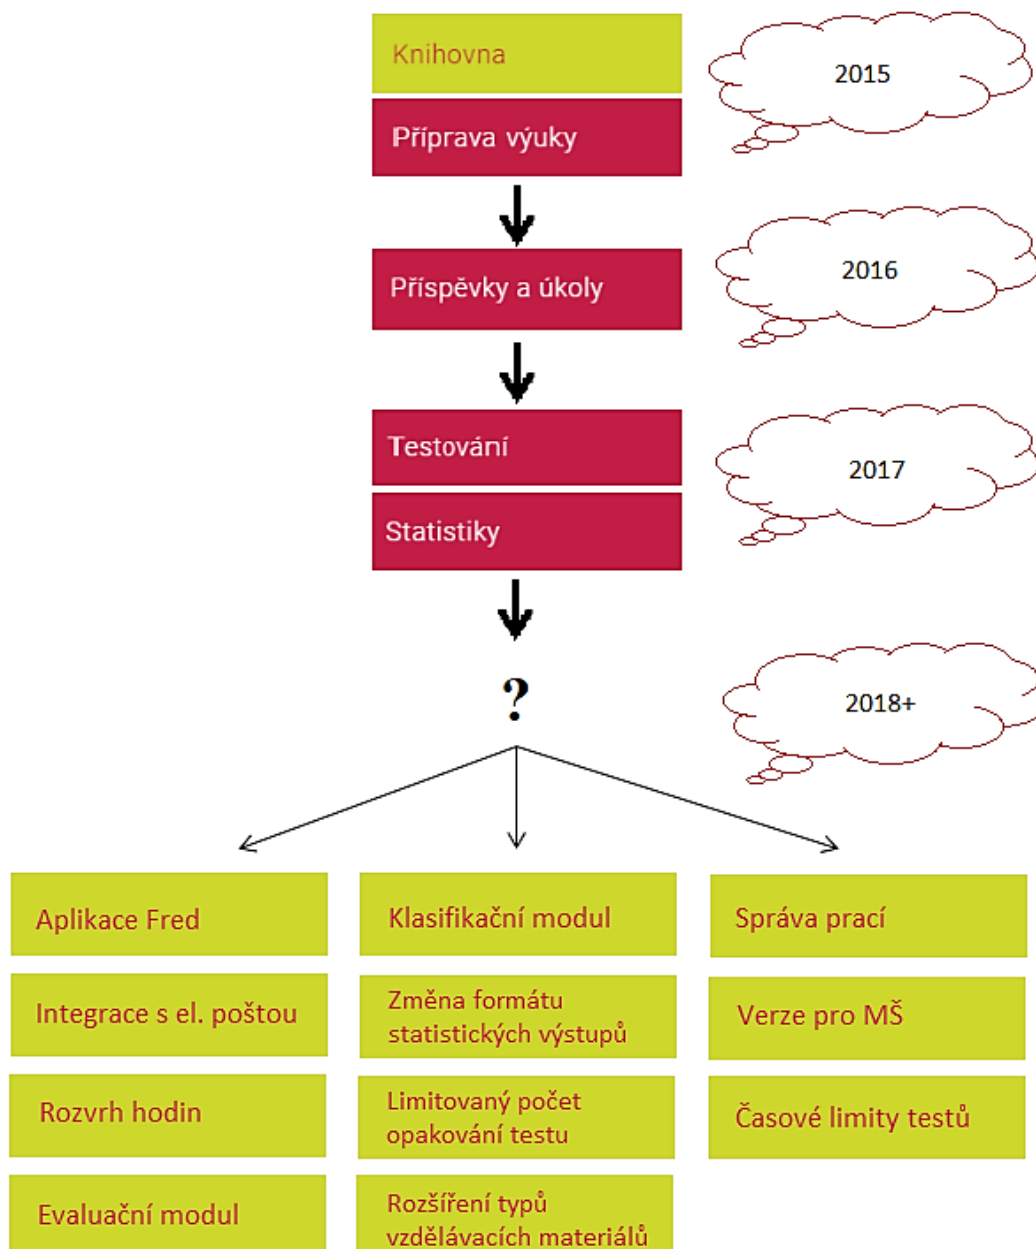 Knihovna
2015
Příprava výuky
Příspěvky a úkoly
2016
Testování
2017
Statistiky
?
2018+
Aplikace Fred
Integrace s el. poštou
Rozvrh hodin
Evaluační modul
Klasifikační modul
Změna formátu
statistických výstupů
Limitovaný počet
opakování testu
Rozšíření typů
vzdělávacích materiálů
Správa prací
Verze pro MŠ
Časové limity testů